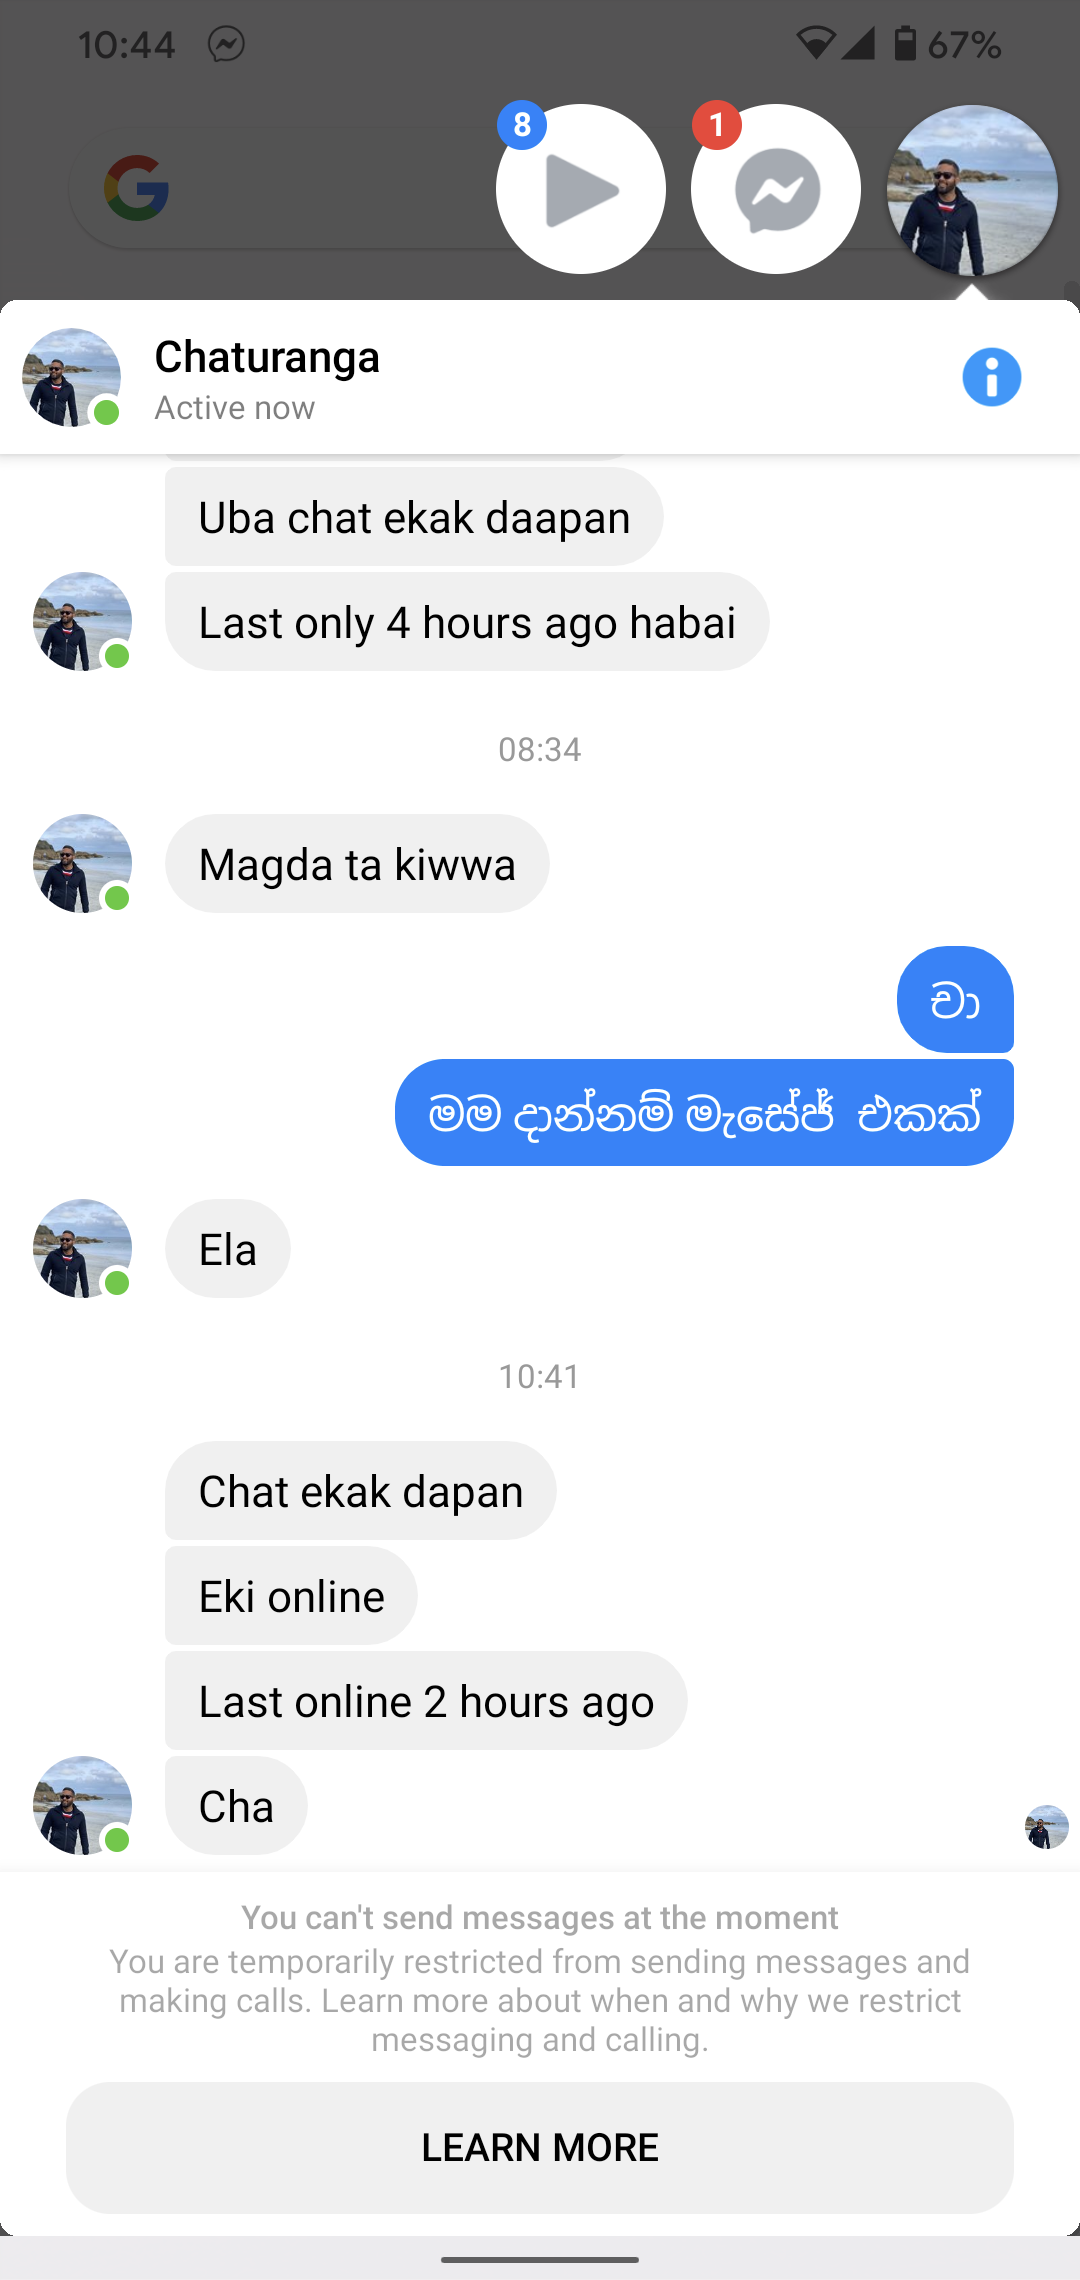 10:44
67%
8
1
Chaturanga
Active now
Uba chat ekak daapan
Last only 4 hours ago habai
08:34
Magda ta kiwwa
චා
මම දාන්නම් මැසේජ් එකක්
Ela
10:41
Chat ekak dapan
Eki online
Last online 2 hours ago
Cha
You can't send messages at the moment
You are temporarily restricted from sending messages and
making calls. Learn more about when and why we restrict
messaging and calling.
LEARN MORE